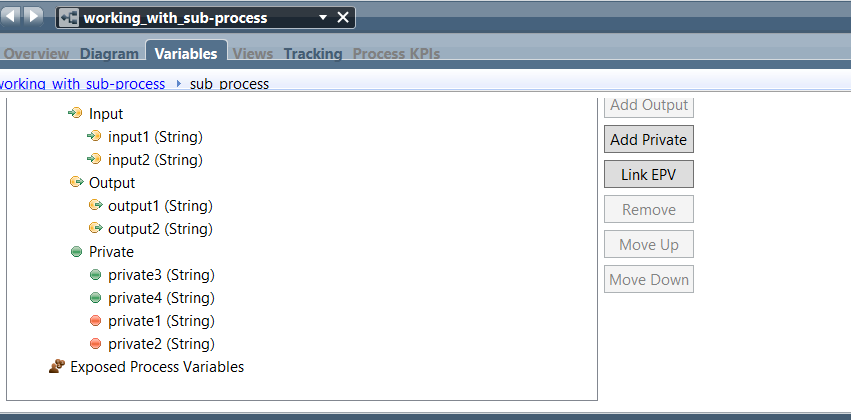 working_with_sub-process
Overview Diagram Variables Views Tracking Process KPIs
working_with_sub-process sub_process
Add Output
Input
input1 (String)
Add Private
input2 (String)
Link EPV
Output
output1 (String)
Remove
output2 (String)
Move Up
Private
private3 (String)
Move Down
private4 (String)
private1 (String)
private2 (String)
Exposed Process Variables